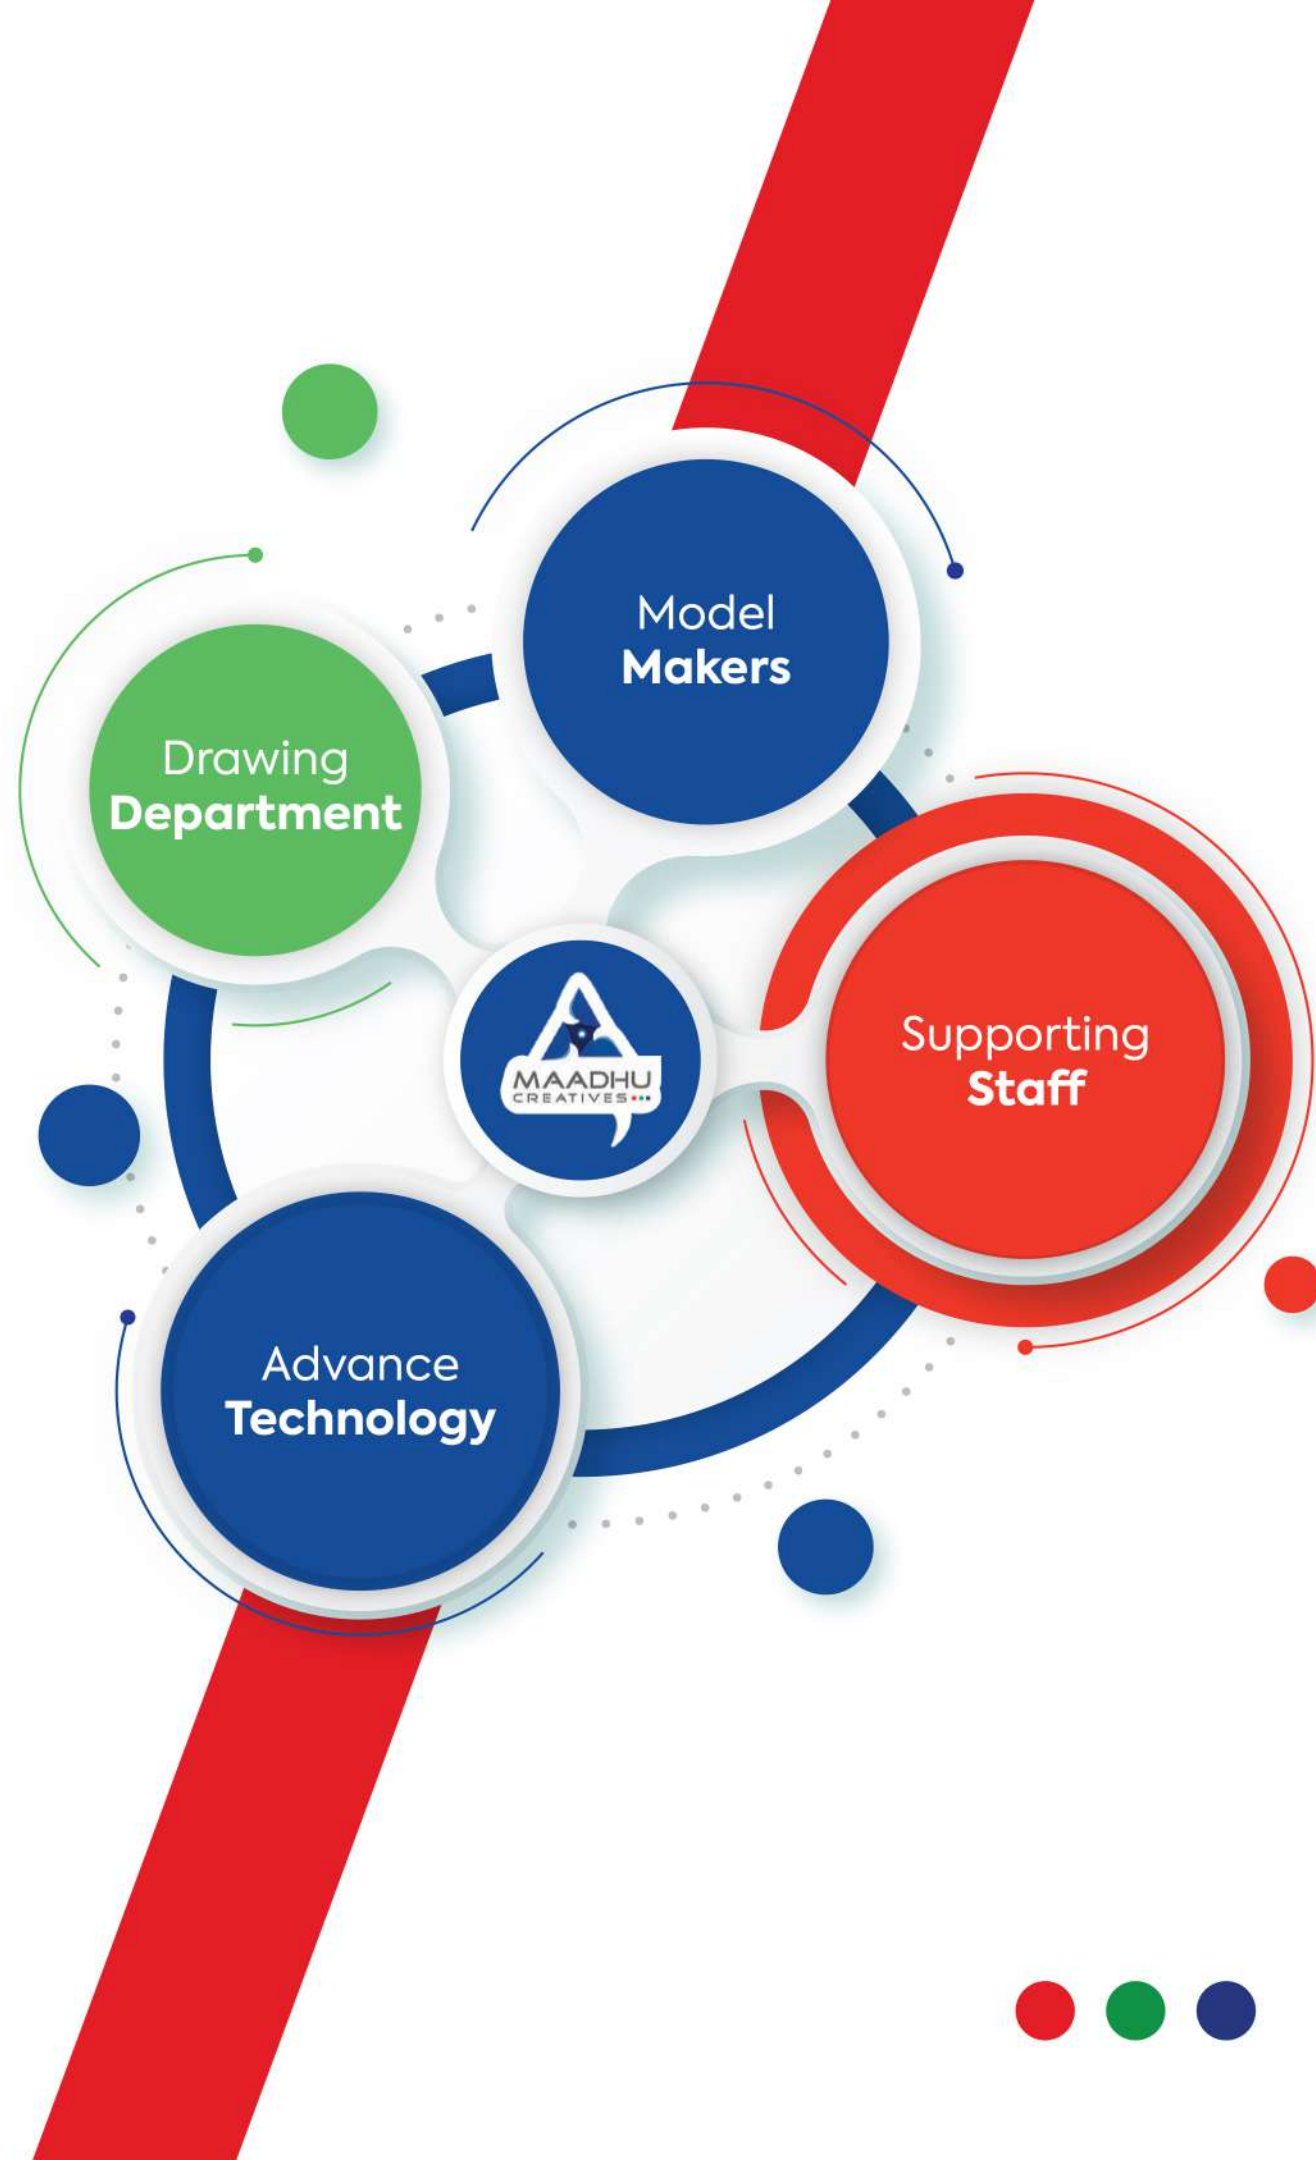 Model
Makers
Drawing
Department
Supporting
Staff
MAADHU
CREATIVES
Advance
Technology